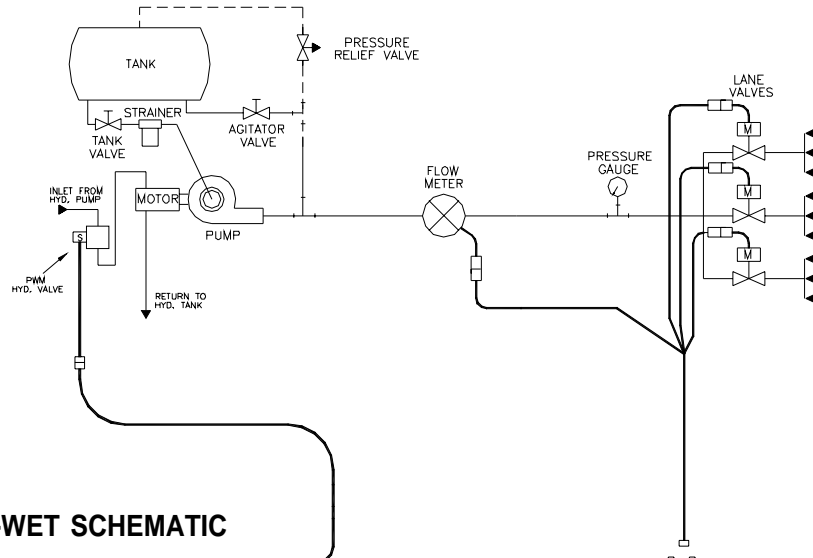 PRESSURE
RELIEF VALVE
TANK
LANE
VALVES
STRAINER
TANK
VALVE
AGITATOR
VALVE
M
FLOW
METER
PRESSURE
GAUGE
INLET FROM
HYD. PUMP
MOTOR
M
PUMP
S
M
PWM
HYD. VALVE
RETURN TO
HYD. TANK
WET SCHEMATIC